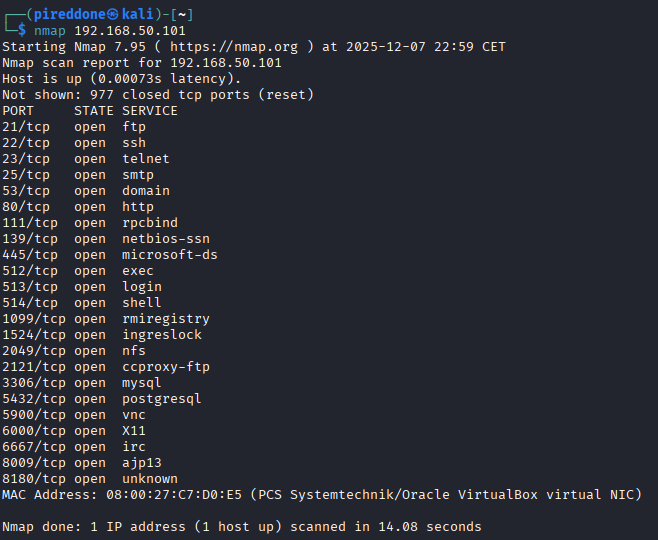 ┌──(pireddone㉿kali)-[~]
└─$ nmap 192.168.50.101
Starting Nmap 7.95 ( https://nmap.org ) at 2025-12-07 22:59 CET
Nmap scan report for 192.168.50.101
Host is up (0.00073s latency).
Not shown: 977 closed tcp ports (reset)
PORT     STATE SERVICE
21/tcp   open  ftp
22/tcp   open  ssh
23/tcp   open  telnet
25/tcp   open  smtp
53/tcp   open  domain
80/tcp   open  http
111/tcp  open  rpcbind
139/tcp  open  netbios-ssn
445/tcp  open  microsoft-ds
512/tcp  open  exec
513/tcp  open  login
514/tcp  open  shell
1099/tcp open  rmiregistry
1524/tcp open  ingreslock
2049/tcp open  nfs
2121/tcp open  ccproxy-ftp
3306/tcp open  mysql
5432/tcp open  postgresql
5900/tcp open  vnc
6000/tcp open  X11
6667/tcp open  irc
8009/tcp open  ajp13
8180/tcp open  unknown
MAC Address: 08:00:27:C7:D0:E5 (PCS Systemtechnik/Oracle VirtualBox virtual NIC)

Nmap done: 1 IP address (1 host up) scanned in 14.08 seconds